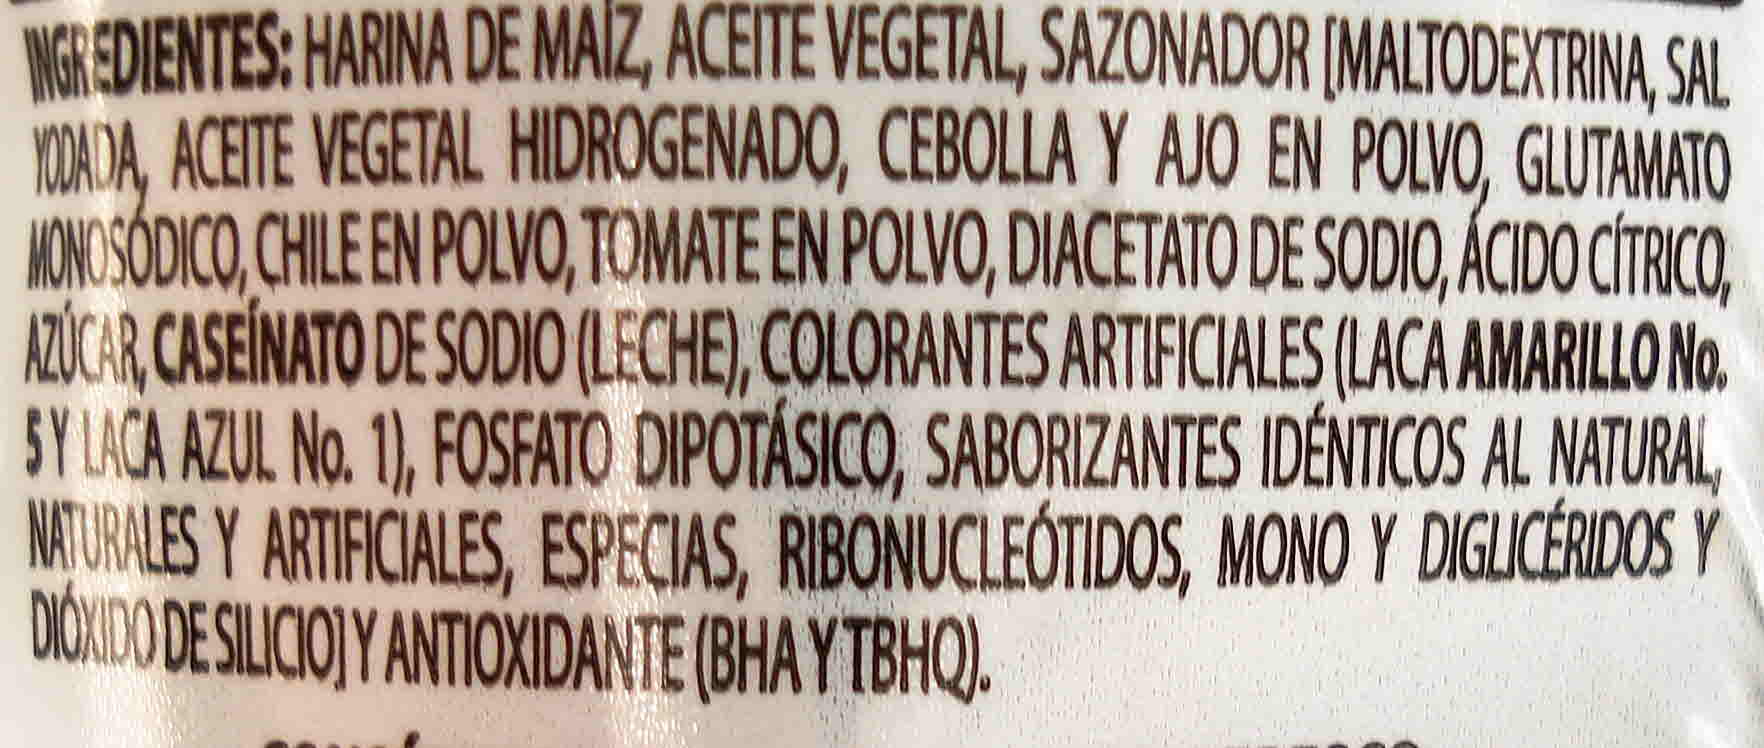 INGREDIENTES: HARINA DE MAÍZ, ACEITE VEGETAL, SAZONADOR [MALTODEXTRINA, SAL
YODADA, ACEITE VEGETAL HIDROGENADO, CEBOLLA Y AJO EN POLVO, GLUTAMATO
MONOSÓDICO, CHILE EN POLVO, TOMATE EN POLVO, DIACETATO DE SODIO, ÁCIDO CÍTRICO,
AZÚCAR, CASEÍNATO DE SODIO (LECHE), COLORANTES ARTIFICIALES (LACA AMARILLO No.
5 Y LACA AZUL No. 1), FOSFATO DIPOTÁSICO, SABORIZANTES IDÉNTICOS AL NATURAL,
NATURALES Y ARTIFICIALES, ESPECIAS, RIBONUCLEÓTIDOS, MONO Y DIGLICÉRIDOS Y
DIÓXIDO DE SILICIO] Y ANTIOXIDANTE (BHA Y TBHQ).